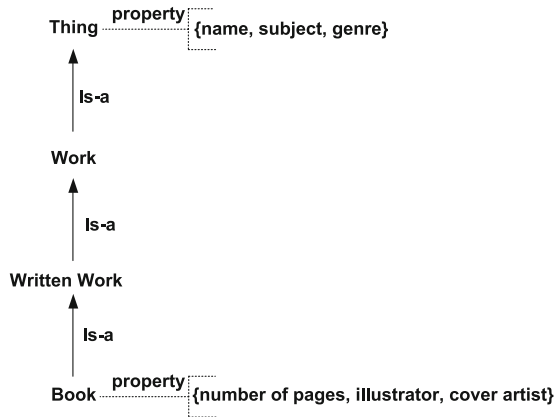 property
Thing
{name, subject, genre}
Is-a
Work
Is-a
Written Work
Is-a
property
Book
{number of pages, illustrator, cover artist}